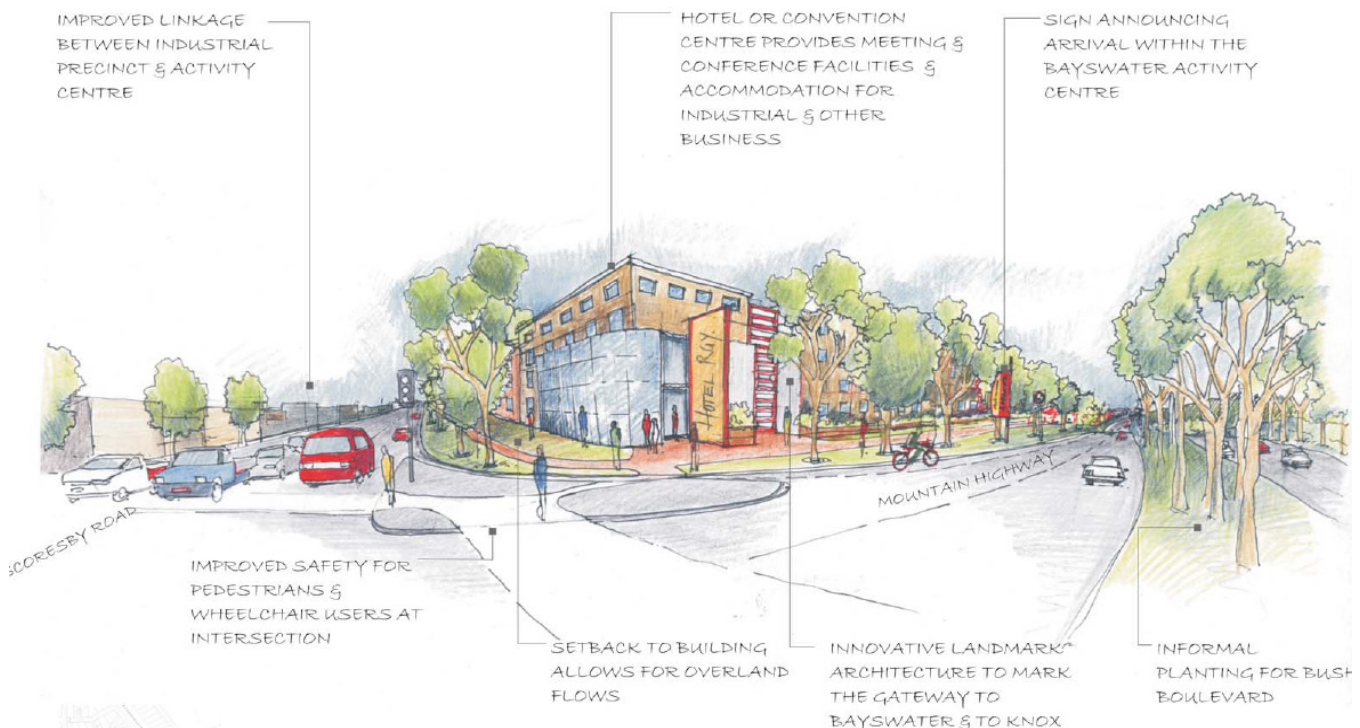 IMPROVED LINKAGE
BETWEEN INDUSTRIAL
PRECINCT & ACTIVITY
CENTRE
HOTEL OR CONVENTION
CENTRE PROVIDES MEETING &
CONFERENCE FACILITIES &
ACCOMMODATION FOR
INDUSTRIAL & OTHER
BUSINESS
SIGN ANNOUNCING
ARRIVAL WITHIN THE
BAYSWATER ACTIVITY
CENTRE
HOTEL RGY
MOUNTAIN HIGHWAY
SCORESBY ROAD
IMPROVED SAFETY FOR
PEDESTRIANS &
WHEELCHAIR USERS AT
INTERSECTION
SETBACK TO BUILDING
ALLOWS FOR OVERLAND
FLOWS
INNOVATIVE LANDMARK
ARCHITECTURE TO MARK
THE GATEWAY TO
BAYSWATER & TO KNOX
INFORMAL
PLANTING FOR BUSH
BOULEVARD